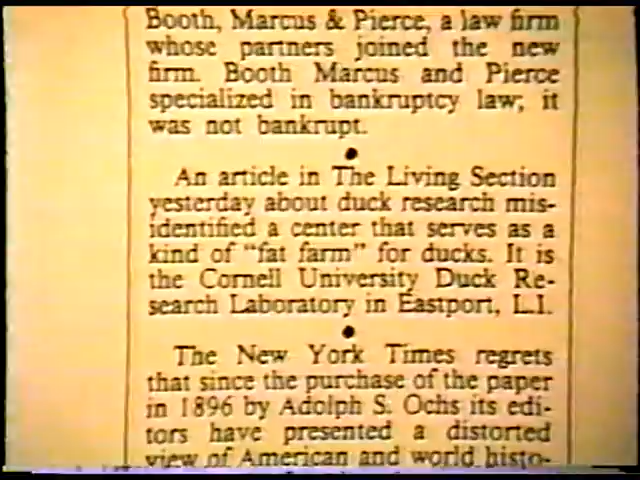 Booth, Marcus & Pierce, a law firm
whose partners joined the new
firm. Booth Marcus and Pierce
specialized in bankruptcy law; it
was not bankrupt.
●
An article in The Living Section
yesterday about duck research mis-
identified a center that serves as a
kind of "fat farm" for ducks. It is
the Cornell University Duck Re-
search Laboratory in Eastport, L.I.
●
The New York Times regrets
that since the purchase of the paper
in 1896 by Adolph S. Ochs its edi-
tors have presented a distorted
view of American and world histo-